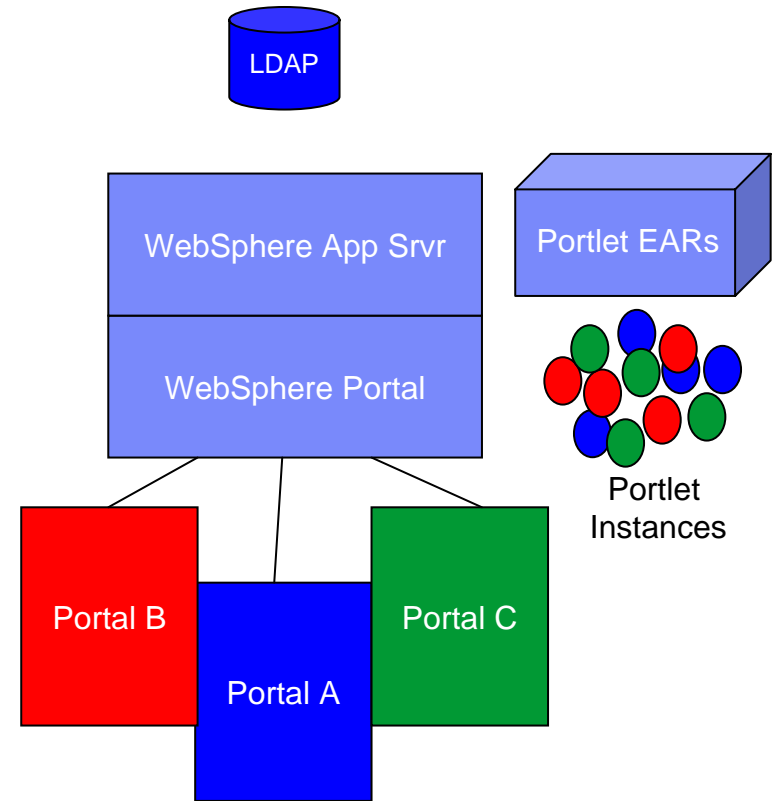 LDAP
WebSphere App Srvr
Portlet EARs
WebSphere Portal
Portlet
Instances
Portal B
Portal C
Portal A